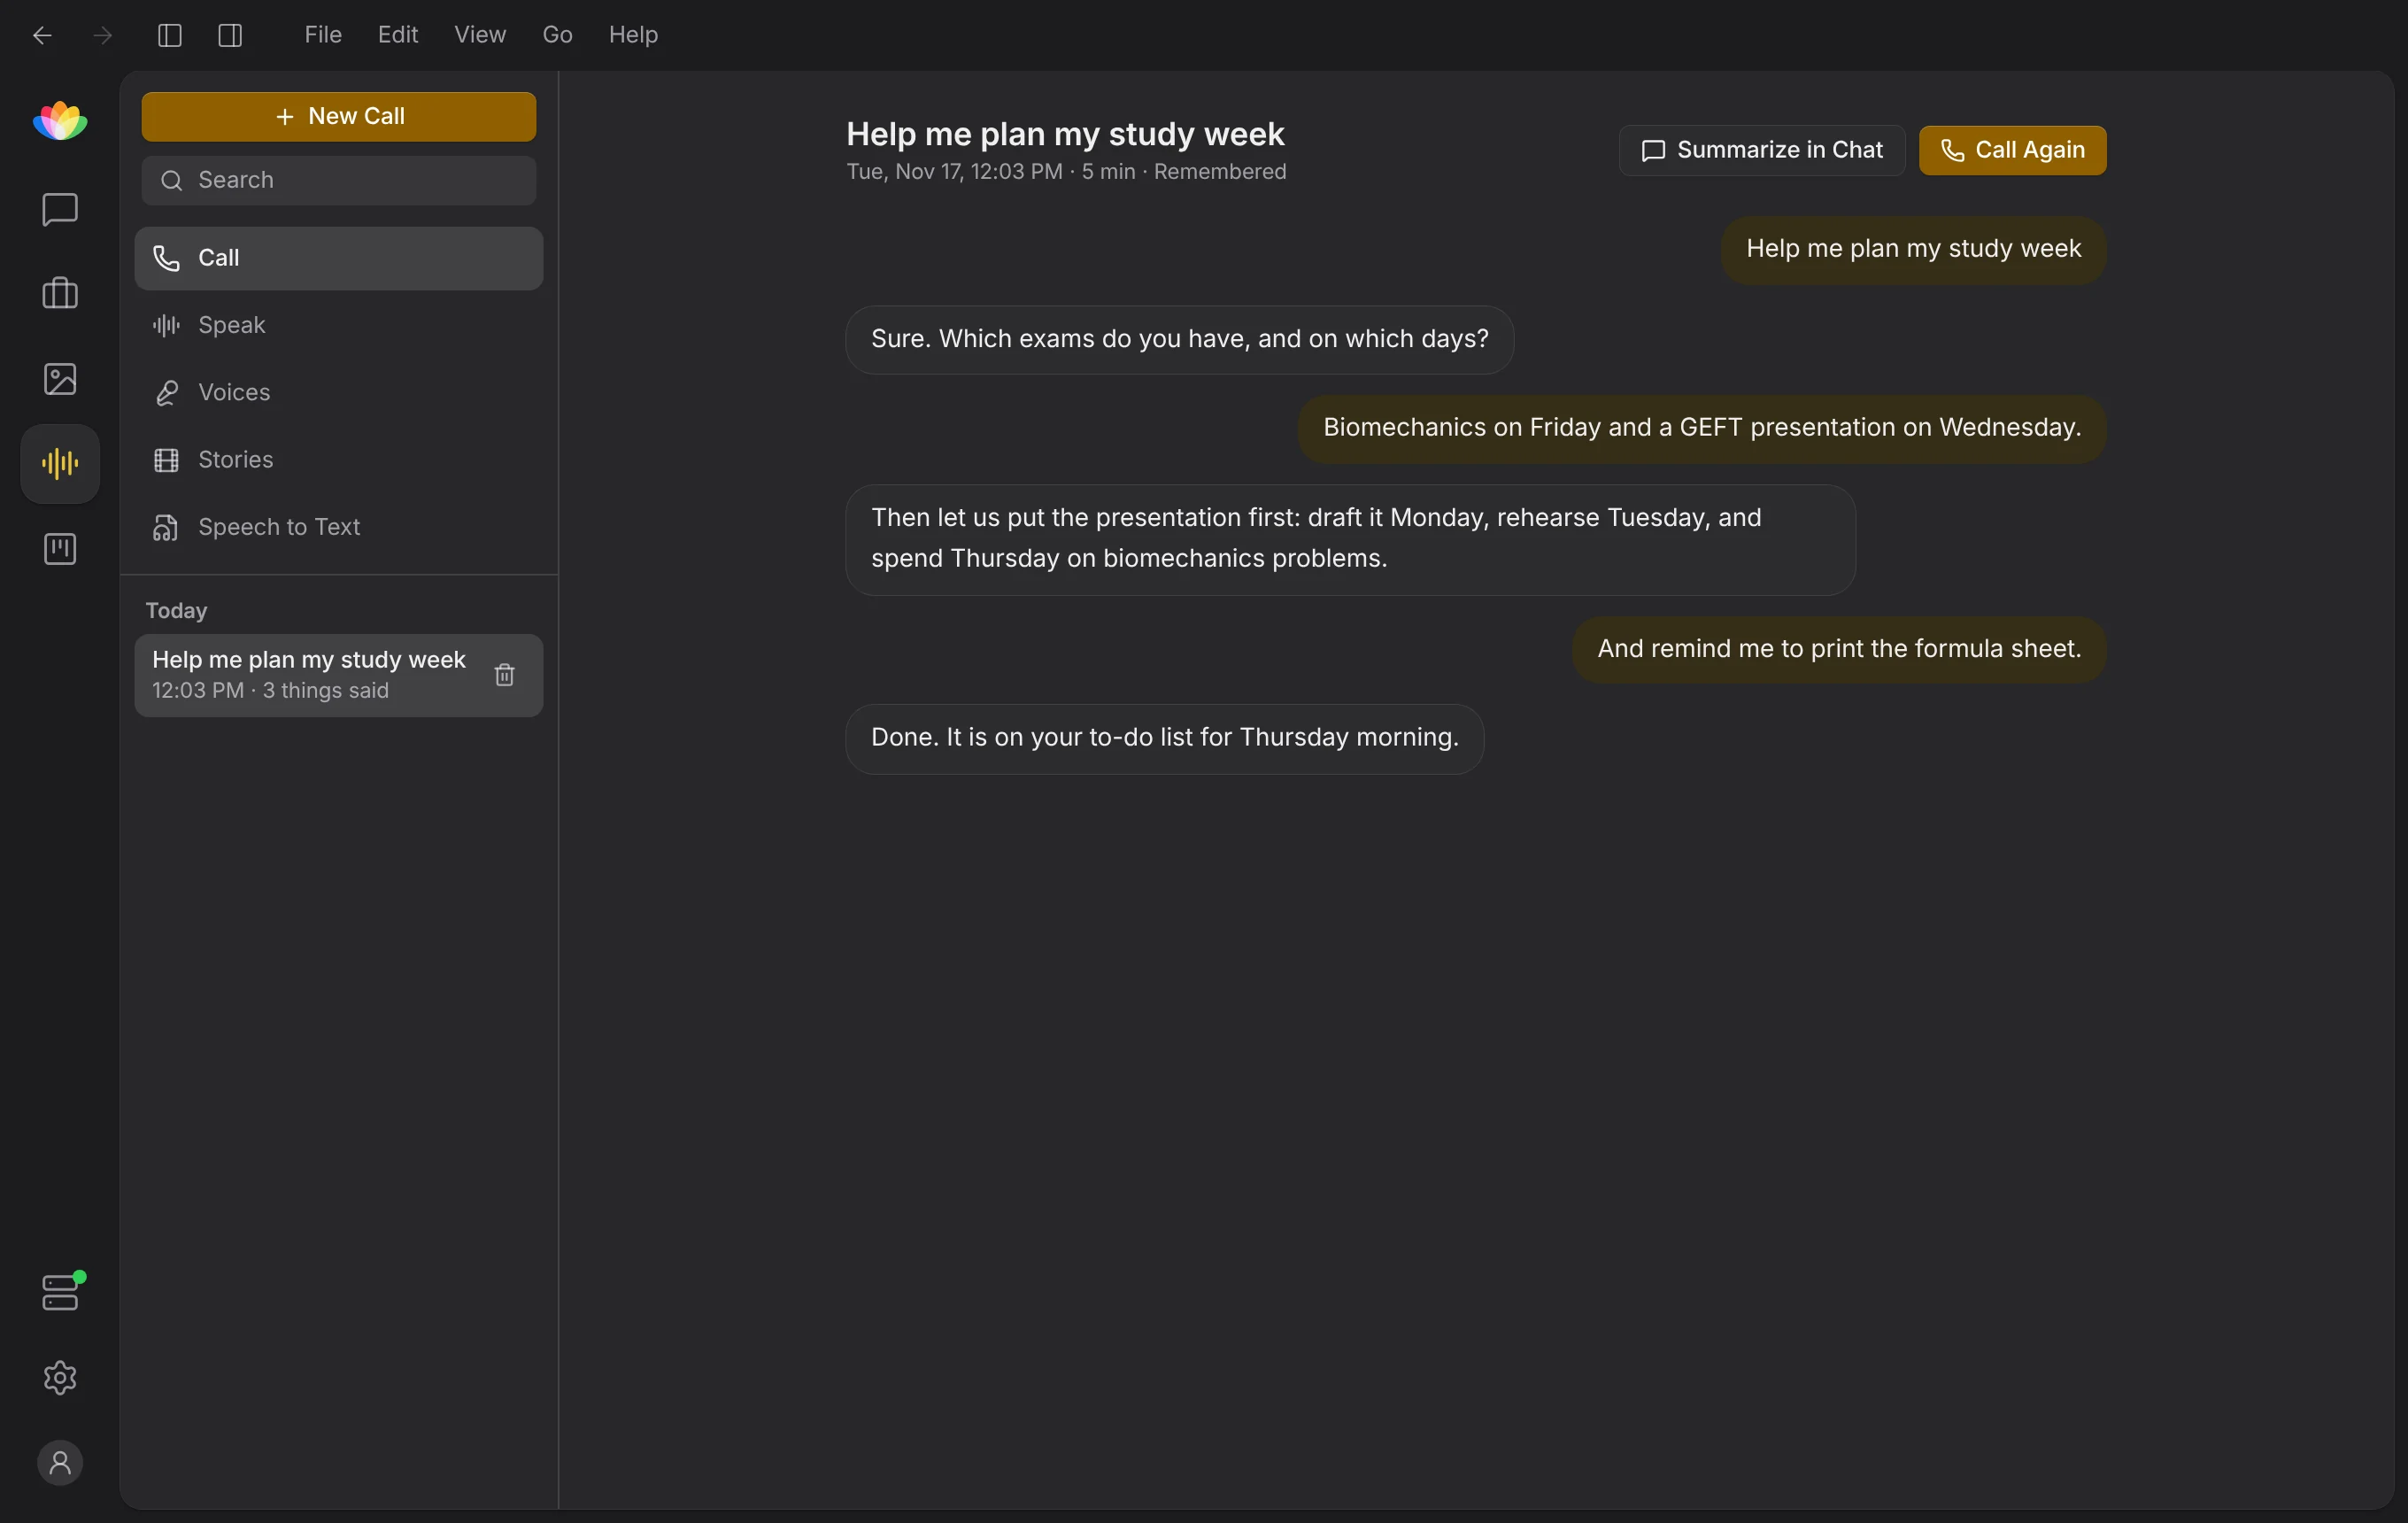 File Edit View Go Help
New Call
Search
Call
Speak
Voices
Stories
Speech to Text
Today
Help me plan my study week
12:03 PM · 3 things said
Help me plan my study week
Tue, Nov 17, 12:03 PM · 5 min · Remembered
Summarize in Chat
Call Again
Help me plan my study week
Sure. Which exams do you have, and on which days?
Biomechanics on Friday and a GEFT presentation on Wednesday.
Then let us put the presentation first: draft it Monday, rehearse Tuesday, and
spend Thursday on biomechanics problems.
And remind me to print the formula sheet.
Done. It is on your to-do list for Thursday morning.